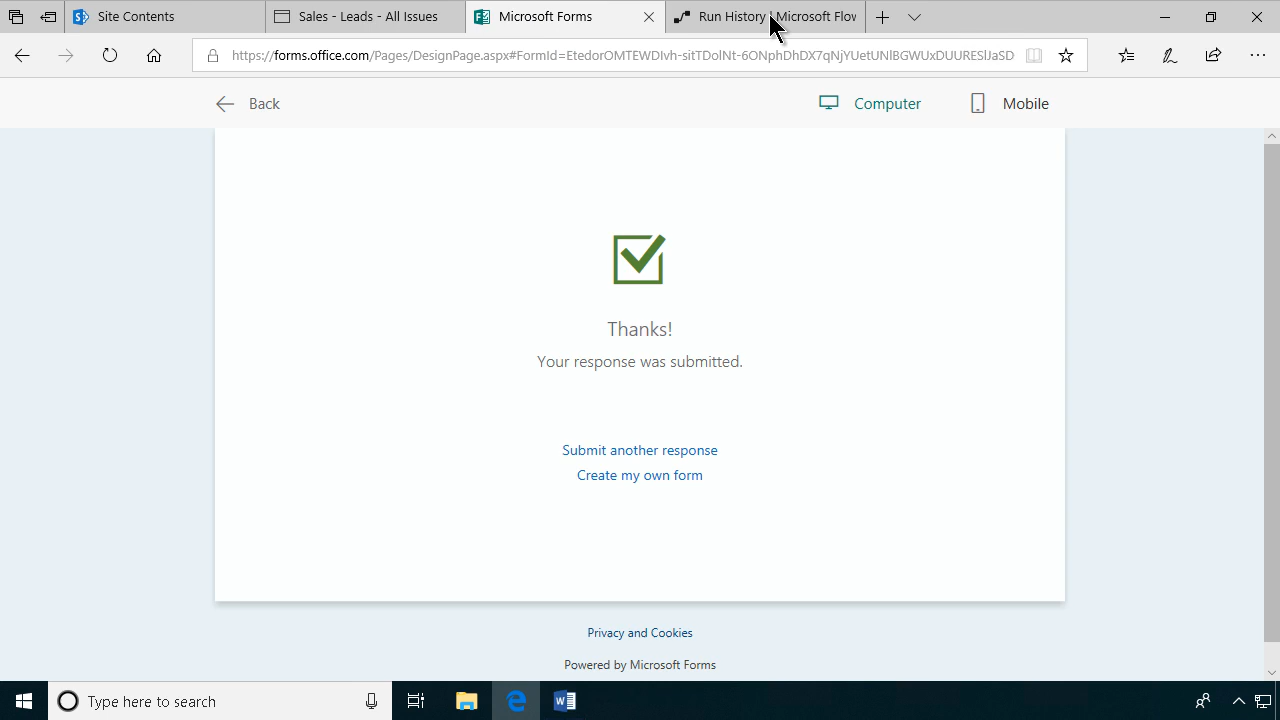 Site Contents
Sales - Leads - All Issues
Microsoft Forms
Run History | Microsoft Flow
https://forms.office.com/Pages/DesignPage.aspx#FormId=EtedorOMTEWDIvh-sitTDolNt-6ONphDhDX7qNjYUetUNlBGWUxDUURESlJaSD
Back
Computer
Mobile
Thanks!
Your response was submitted.
Submit another response
Create my own form
Privacy and Cookies
Powered by Microsoft Forms
Type here to search